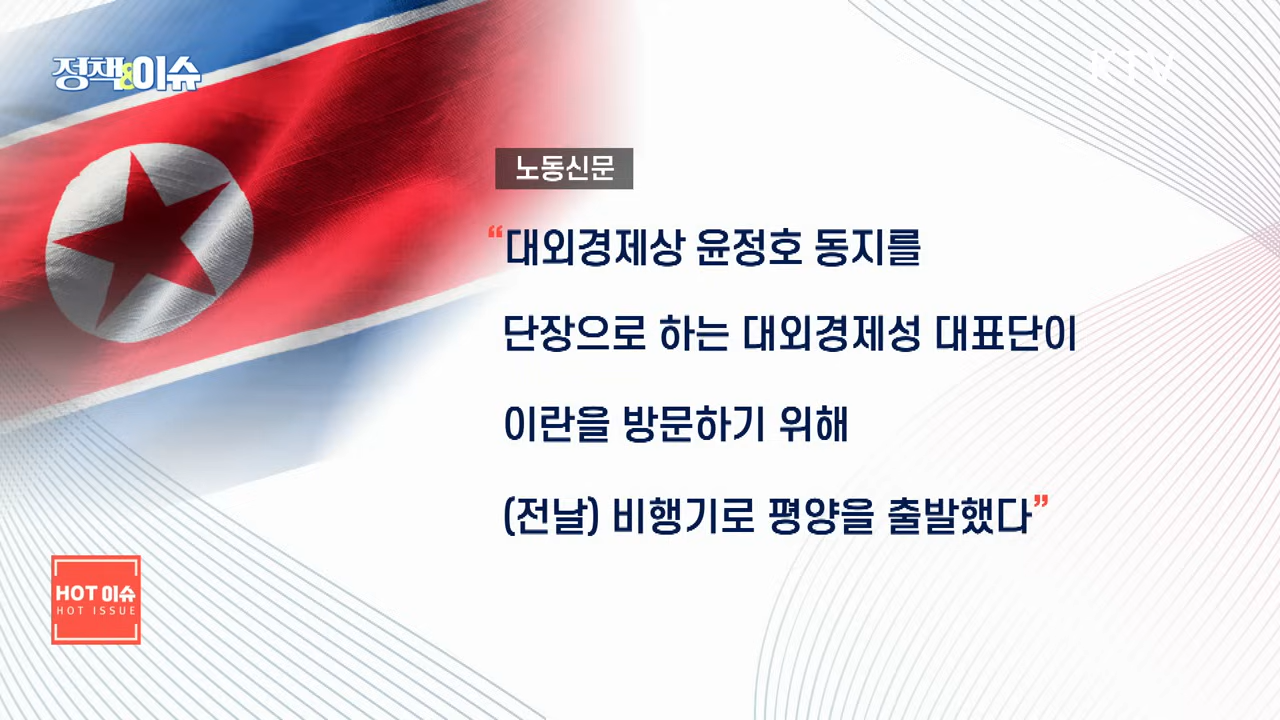 정책&이슈
KTV
노동신문
“대외경제상 윤정호 동지를
단장으로 하는 대외경제성 대표단이
이란을 방문하기 위해
(전날) 비행기로 평양을 출발했다”
HOT 이슈
HOT ISSUE